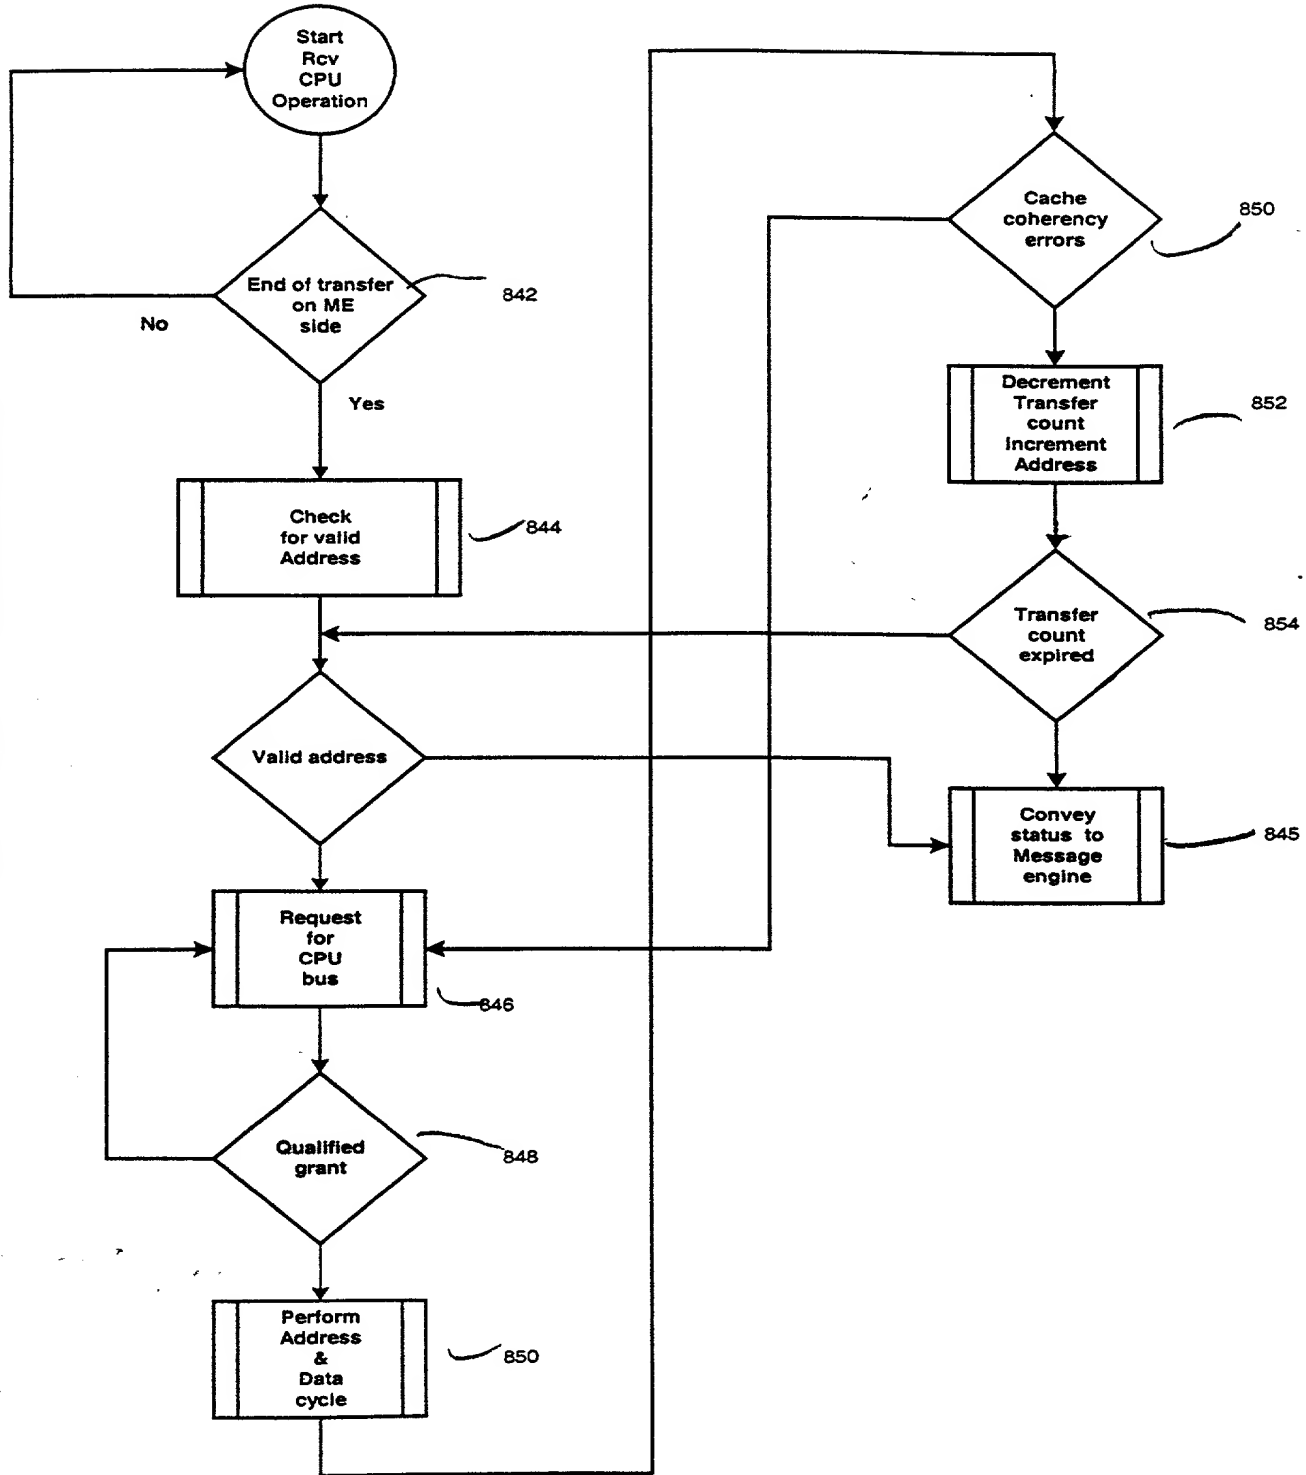 Start
Rcv
CPU
Operation
End of transfer
on ME
side
842
No
Yes
Check
for valid
Address
844
Valid address
Request
for
CPU
bus
846
Qualified
grant
848
Perform
Address
&
Data
cycle
850
Cache
coherency
errors
850
Decrement
Transfer
count
Increment
Address
852
Transfer
count
expired
854
Convey
status to
Message
engine
845